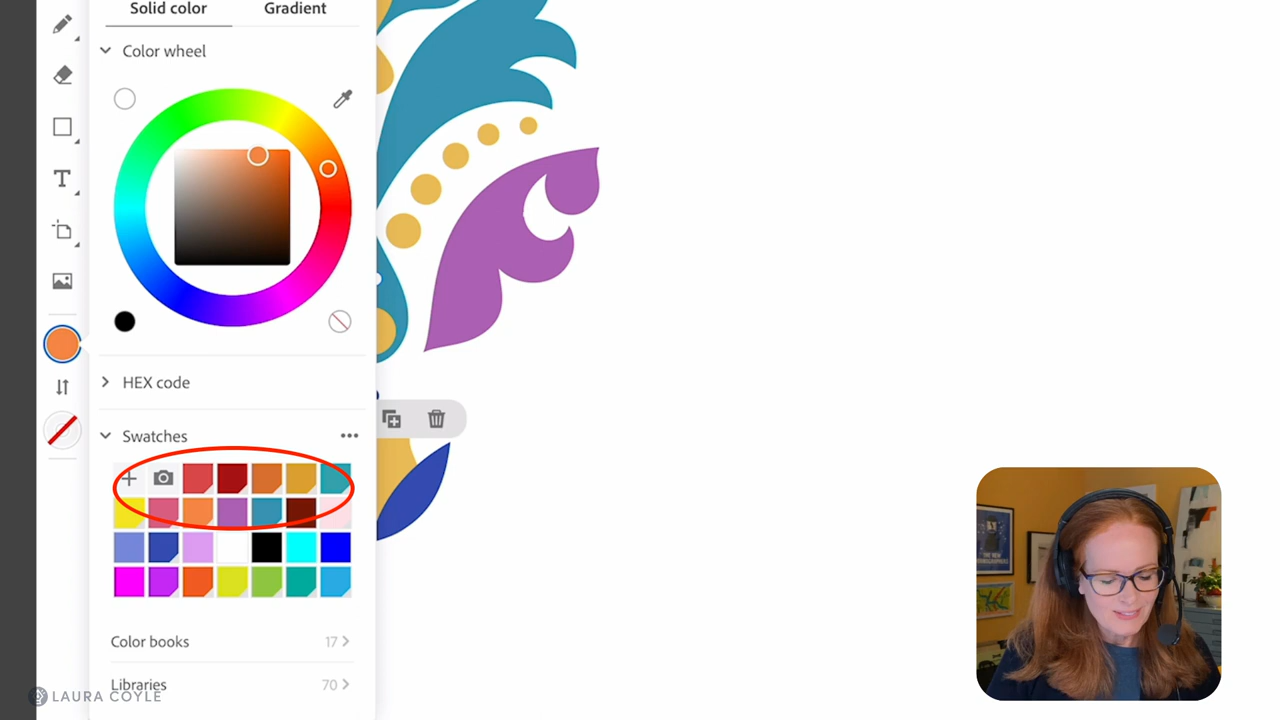 Solid color
Gradient
Color wheel
HEX code
Swatches
Color books
17
Libraries
70
LAURA COYLE